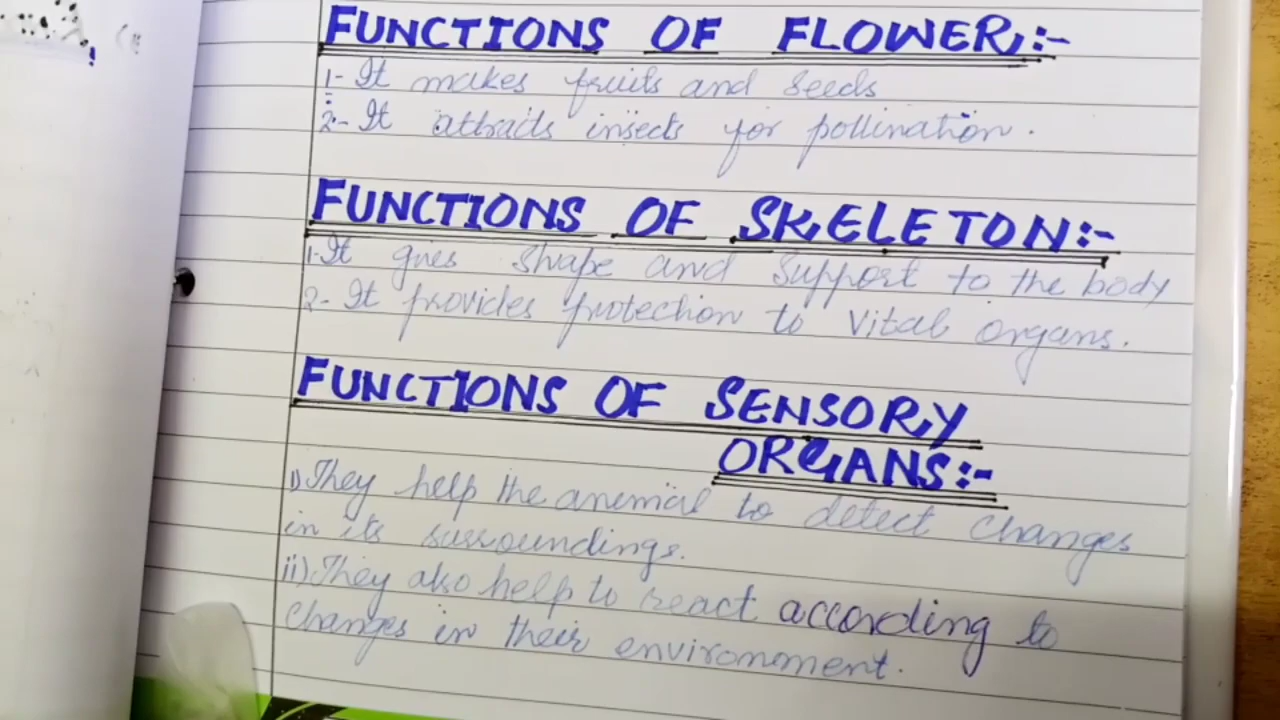 FUNCTIONS OF FLOWER:-
1- It makes fruits and seeds
2- It attracts insects for pollination.
FUNCTIONS OF SKELETON:-
1- It gives shape and support to the body
2- It provides protection to vital organs.
FUNCTIONS OF SENSORY
ORGANS:-
i) They help the anemial to detect changes
in its surroundings.
ii) They also help to react according to
changes in their environment.